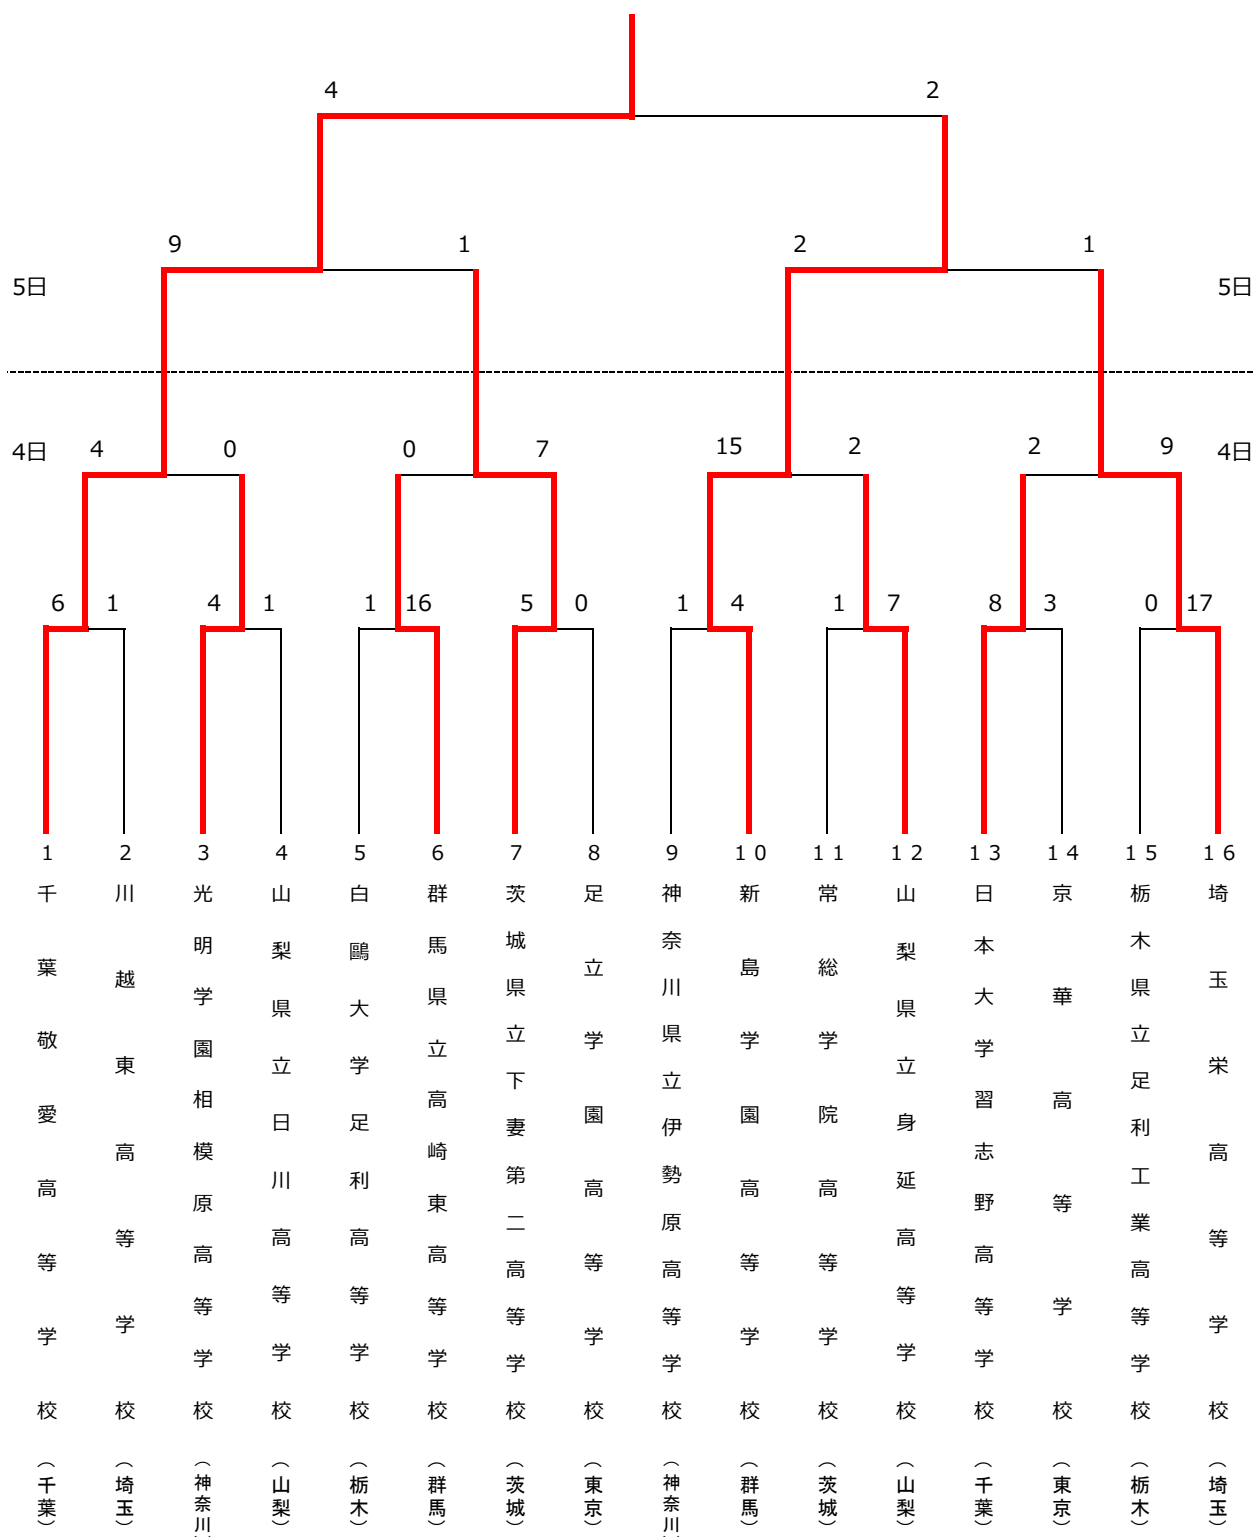 4 2
9 1 2 1
5日 5日
4日 4 0 0 7 15 2 2 9 4日
6 1 4 1 1 16 5 0 1 4 1 7 8 3 0 17
1 2 3 4 5 6 7 8 9 10 11 12 13 14 15 16
千葉敬愛高等学校（千葉）
川越東高等学校（埼玉）
光明学園相模原高等学校（神奈川）
山梨県立日川高等学校（山梨）
白鷗大学足利高等学校（栃木）
群馬県立高崎東高等学校（群馬）
茨城県立下妻第二高等学校（茨城）
足立学園高等学校（東京）
神奈川県立伊勢原高等学校（神奈川）
新島学園高等学校（群馬）
常総学院高等学校（茨城）
山梨県立身延高等学校（山梨）
日本大学習志野高等学校（千葉）
京華高等学校（東京）
栃木県立足利工業高等学校（栃木）
埼玉栄高等学校（埼玉）